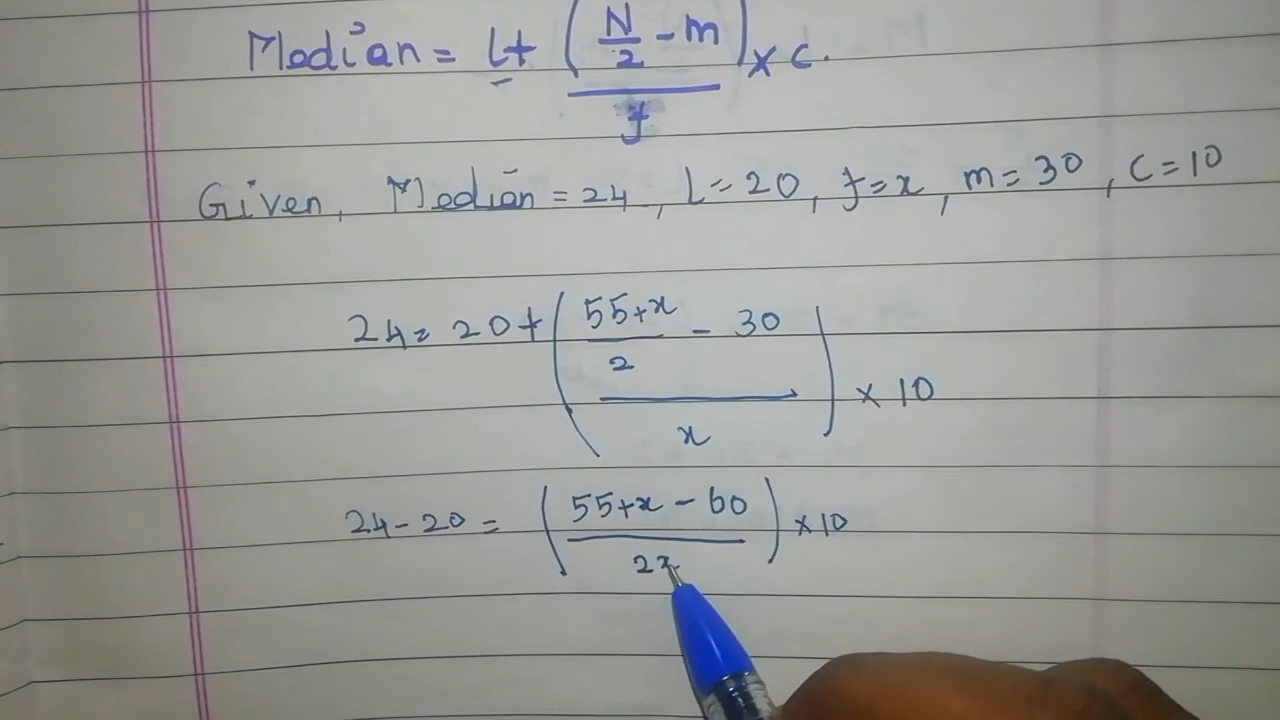 Median = l+ (N/2 - m / f) x c.
Given, Median = 24, l = 20, f = x, m = 30, c = 10
24 = 20 + (55+x/2 - 30 / x) x 10
24 - 20 = (55+x - 60 / 2x) x 10